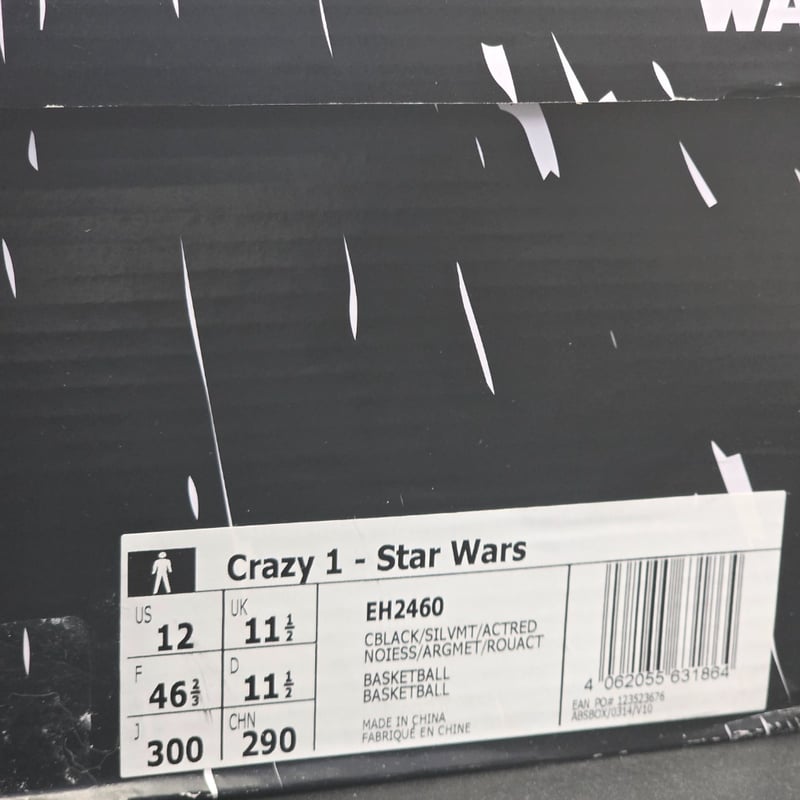 WA
Crazy 1 - Star Wars
US 12 UK 11½
F 46⅔ D 11½
J 300 CHN 290
EH2460
CBLACK/SILVMT/ACTRED
NOIESS/ARGMET/ROUACT
BASKETBALL
BASKETBALL
MADE IN CHINA
FABRIQUÉ EN CHINE
4 062055 631864
EAN PO# 123523676
ABSBOX/0314/V10